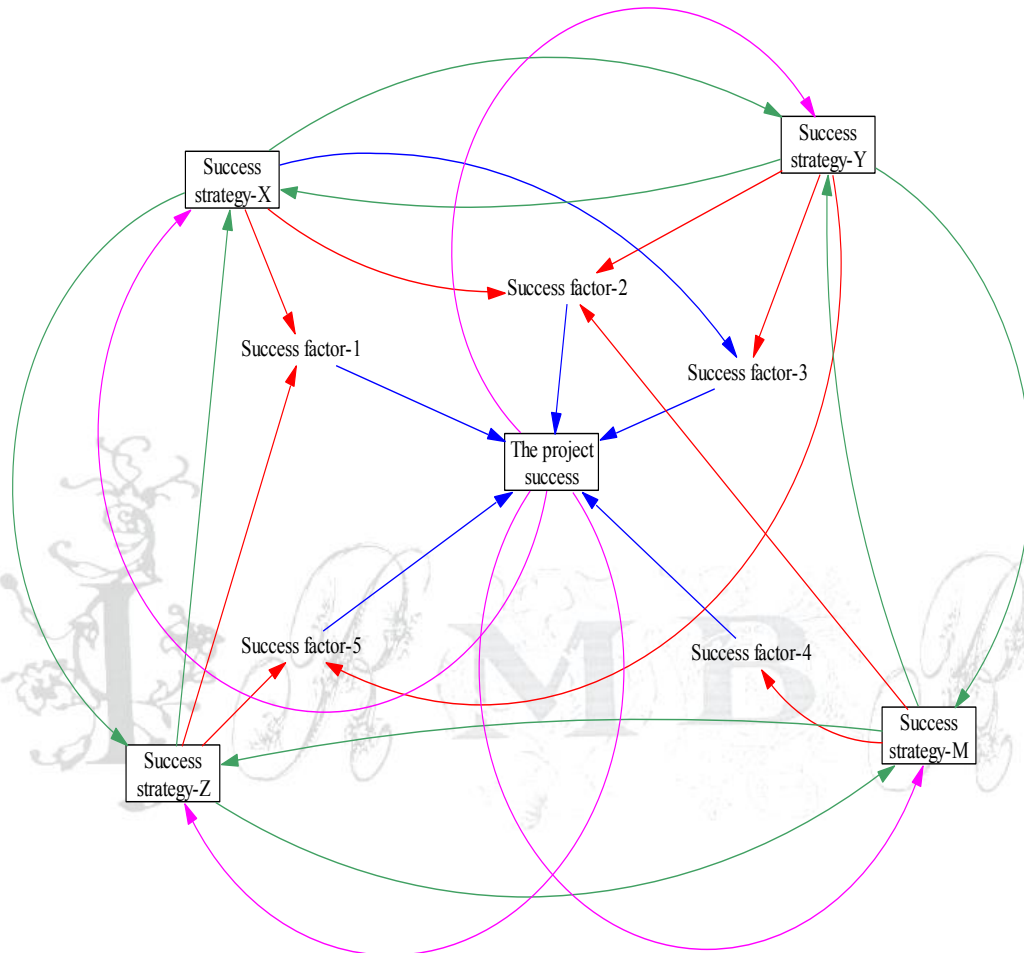 Success
strategy-Y
Success
strategy-X
Success factor-2
Success factor-1
Success factor-3
The project
success
Success factor-5
Success factor-4
Success
strategy-M
Success
strategy-Z